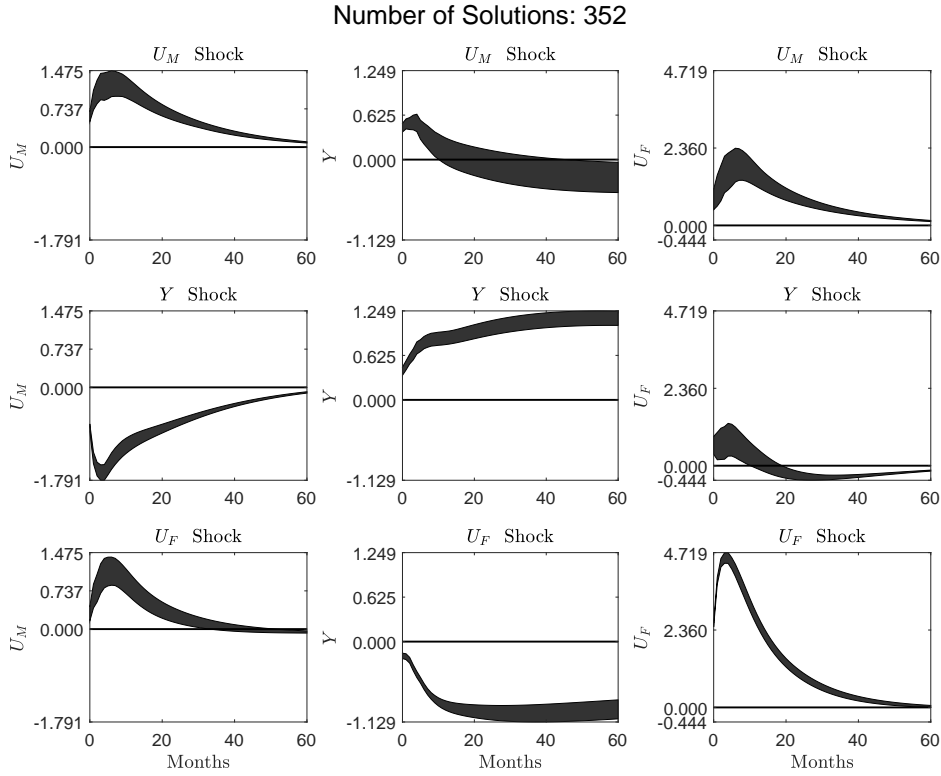 Number of Solutions: 352
U_M Shock
U_M Shock
U_M Shock
1.475
0.737
0.000
-1.791
U_M
0 20 40 60
1.249
0.625
0.000
-1.129
Y
0 20 40 60
4.719
2.360
0.000
-0.444
U_F
0 20 40 60
Y Shock
Y Shock
Y Shock
1.475
0.737
0.000
-1.791
U_M
0 20 40 60
1.249
0.625
0.000
-1.129
Y
0 20 40 60
4.719
2.360
0.000
-0.444
U_F
0 20 40 60
U_F Shock
U_F Shock
U_F Shock
1.475
0.737
0.000
-1.791
U_M
0 20 40 60
Months
1.249
0.625
0.000
-1.129
Y
0 20 40 60
Months
4.719
2.360
0.000
-0.444
U_F
0 20 40 60
Months